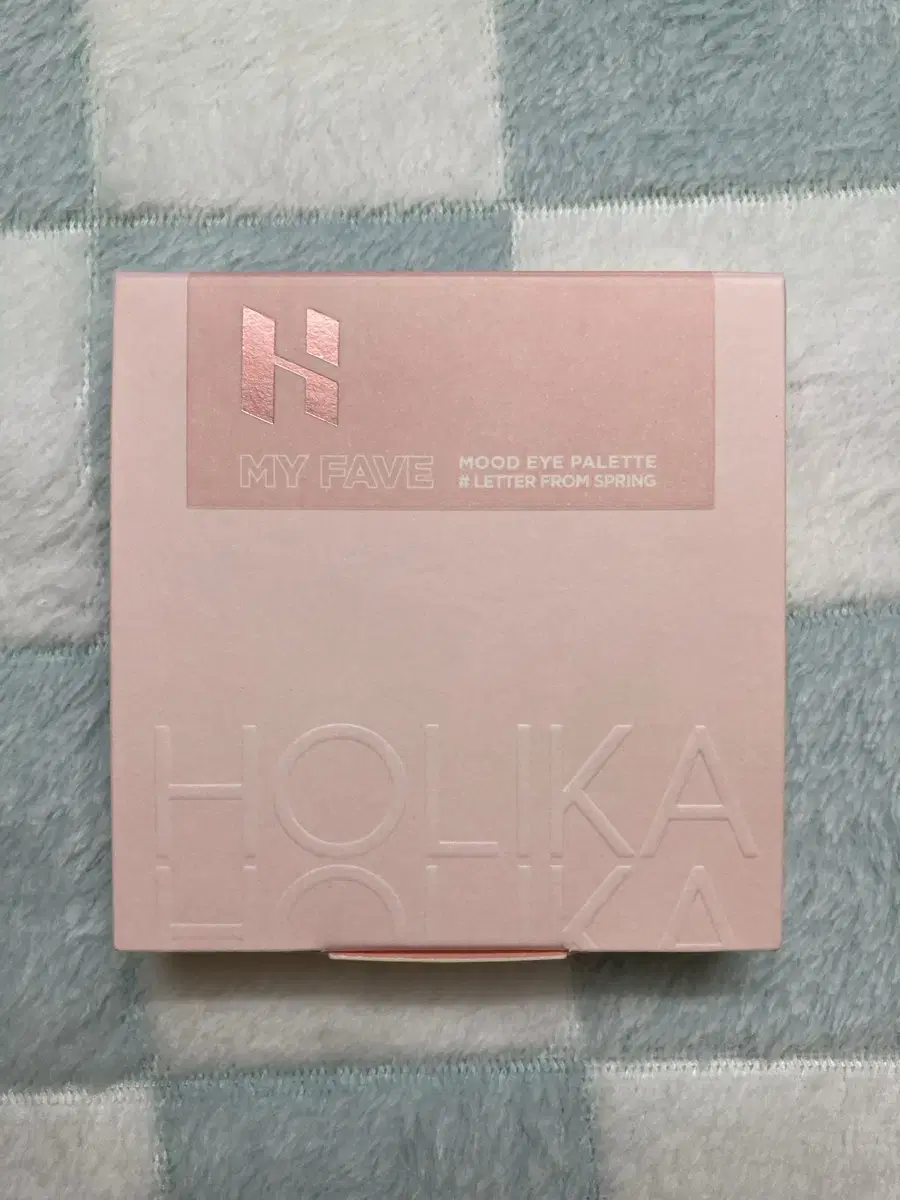 H
MY FAVE MOOD EYE PALETTE
# LETTER FROM SPRING
HOLIKA
HOLIKA